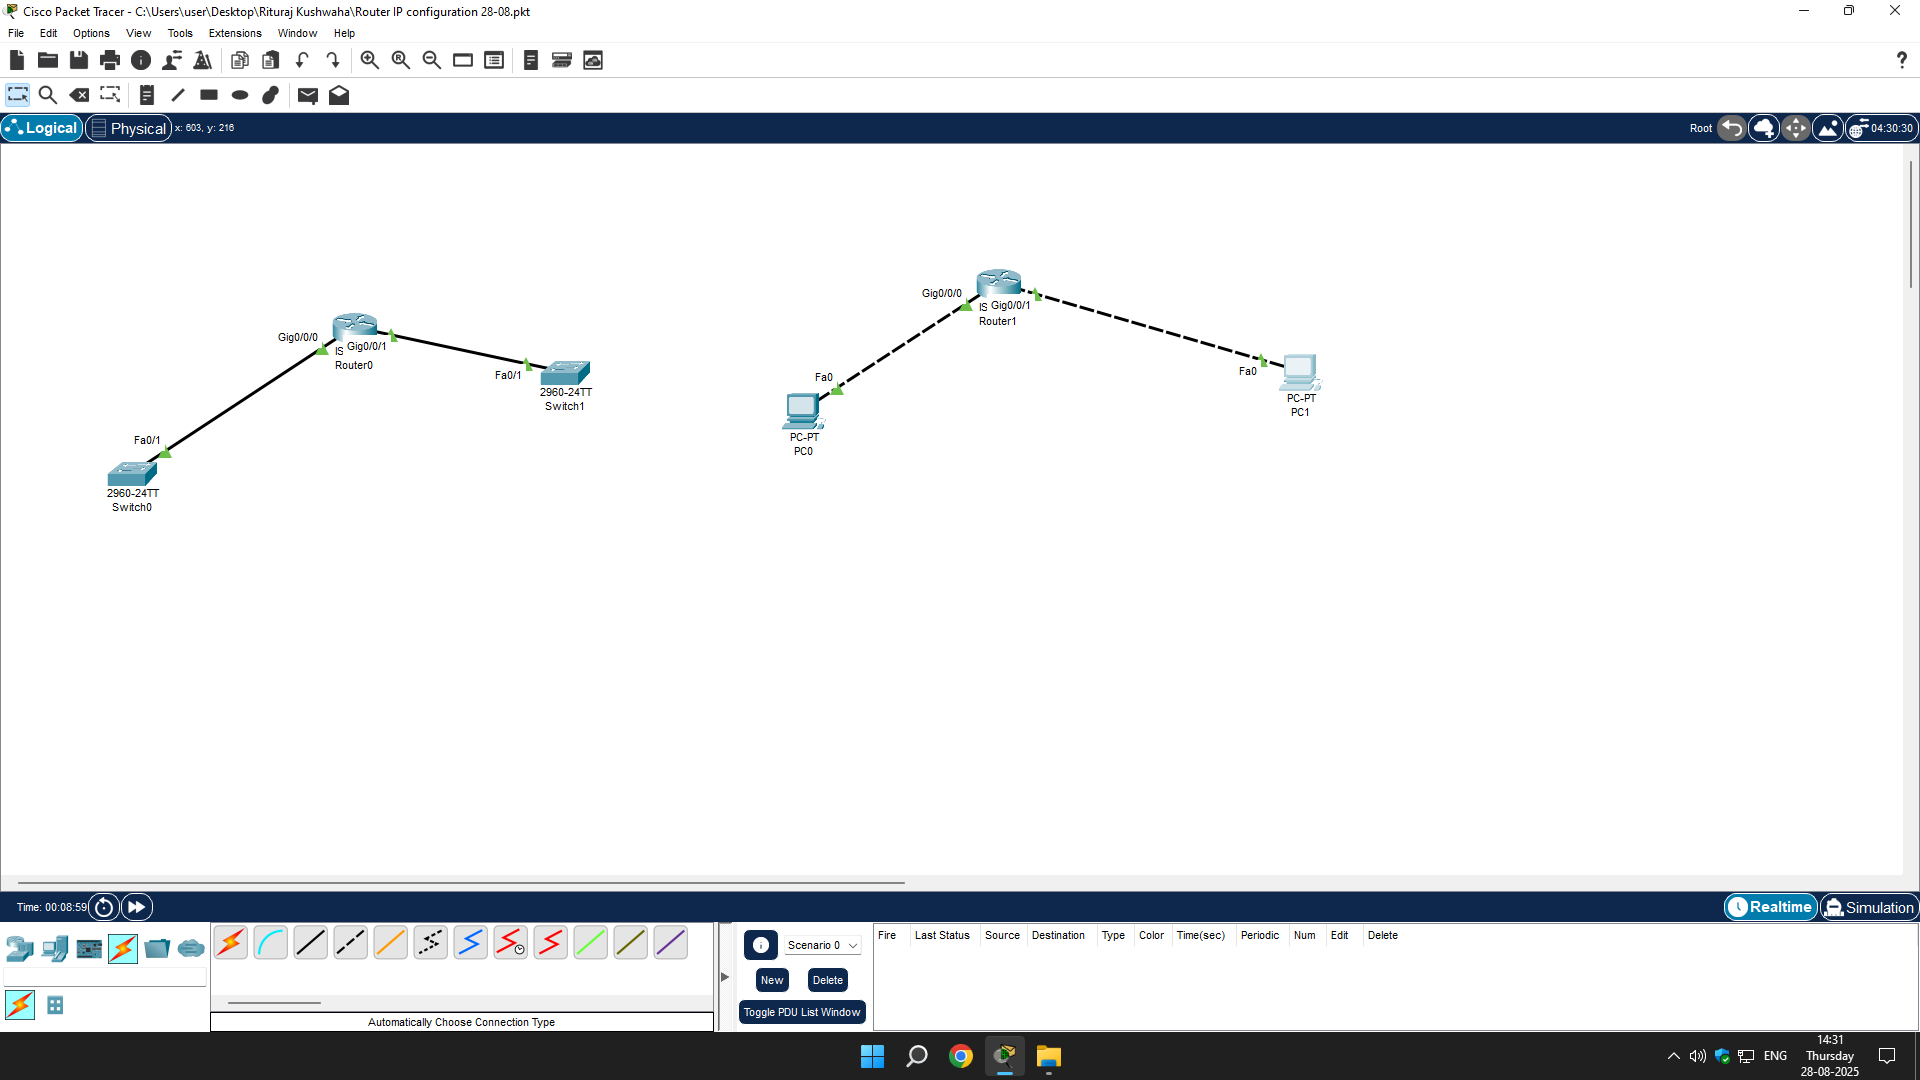 Cisco Packet Tracer - C:\Users\user\Desktop\Rituraj Kushwaha\Router IP configuration 28-08.pkt
File Edit Options View Tools Extensions Window Help
Logical Physical x: 603, y: 216 Root 04:30:30
Gig0/0/0
IS Gig0/0/1
Router1
Gig0/0/0
IS Gig0/0/1
Router0
Fa0/1
2960-24TT
Switch1
Fa0
PC-PT
PC1
Fa0
PC-PT
PC0
Fa0/1
2960-24TT
Switch0
Time: 00:08:59 Realtime Simulation
Scenario 0
New Delete
Toggle PDU List Window
Fire Last Status Source Destination Type Color Time(sec) Periodic Num Edit Delete
Automatically Choose Connection Type
ENG
14:31
Thursday
28-08-2025